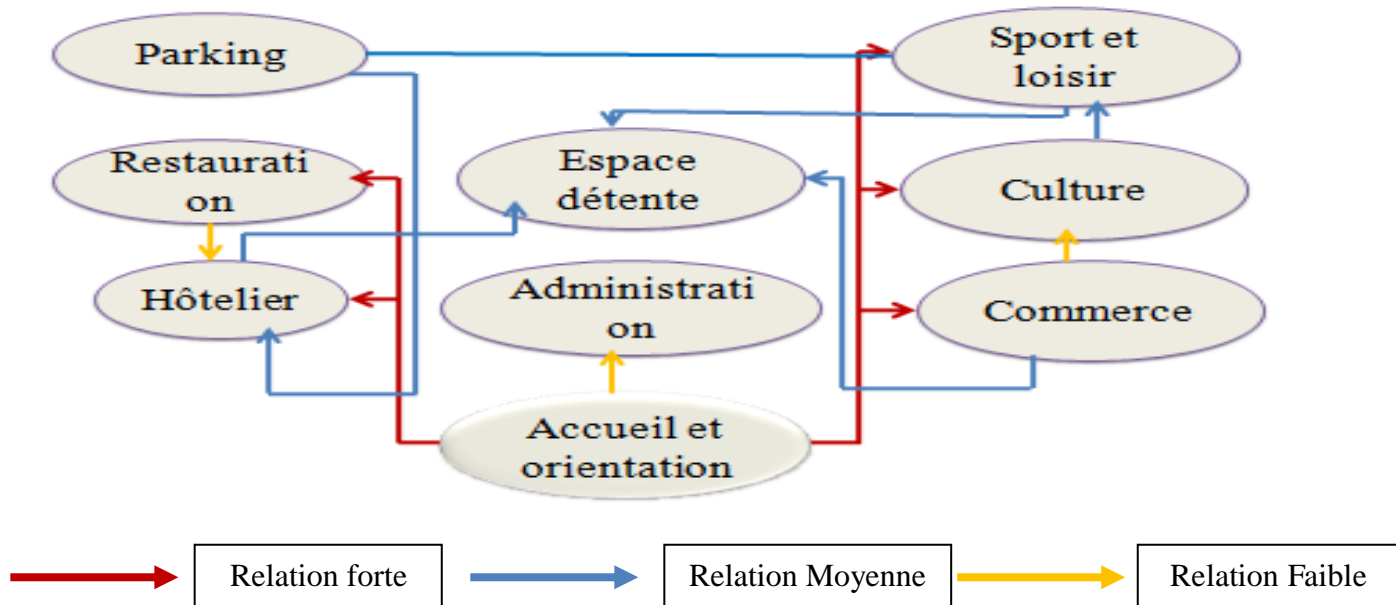 Parking
Sport et
loisir
Restaurati
on
Espace
détente
Culture
Hôtelier
Administrati
on
Commerce
Accueil et
orientation
Relation forte
Relation Moyenne
Relation Faible